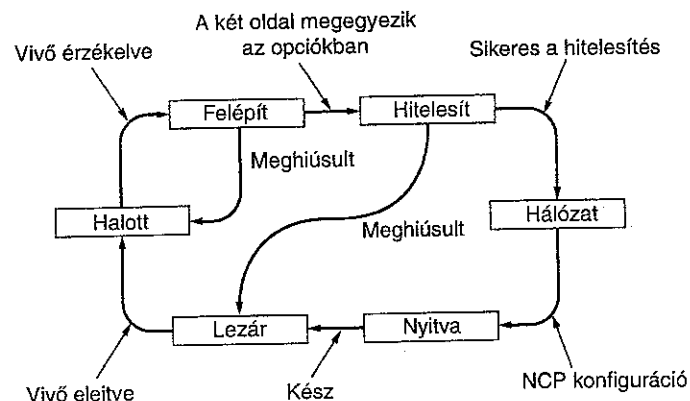 A két oldal megegyezik
az opciókban
Vivő érzékelve
Sikeres a hitelesítés
Felépít
Hitelesít
Meghiúsult
Halott
Hálózat
Meghiúsult
Lezár
Nyitva
Vivő elejtve
Kész
NCP konfiguráció